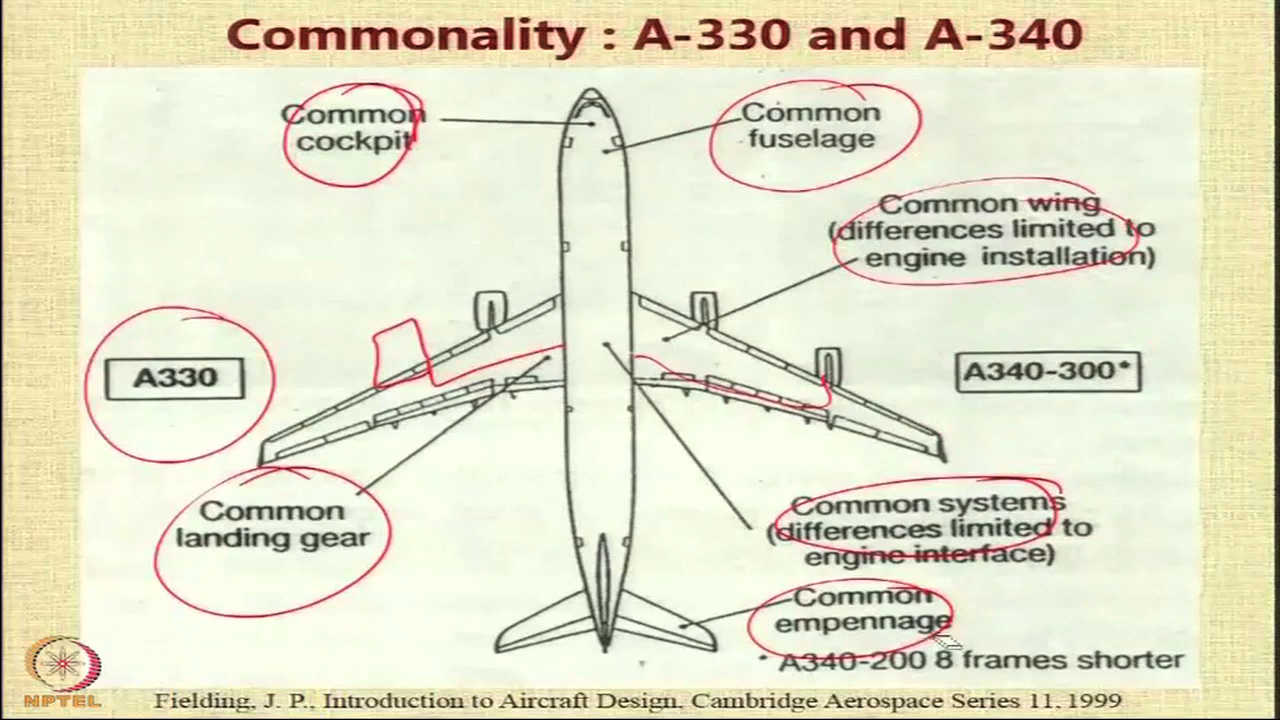 Commonality : A-330 and A-340
Common
cockpit
Common
fuselage
Common wing
(differences limited to
engine installation)
A330
A340-300*
Common
landing gear
Common systems
(differences limited to
engine interface)
Common
empennage
* A340-200 8 frames shorter
NPTEL
Fielding, J. P., Introduction to Aircraft Design, Cambridge Aerospace Series 11, 1999